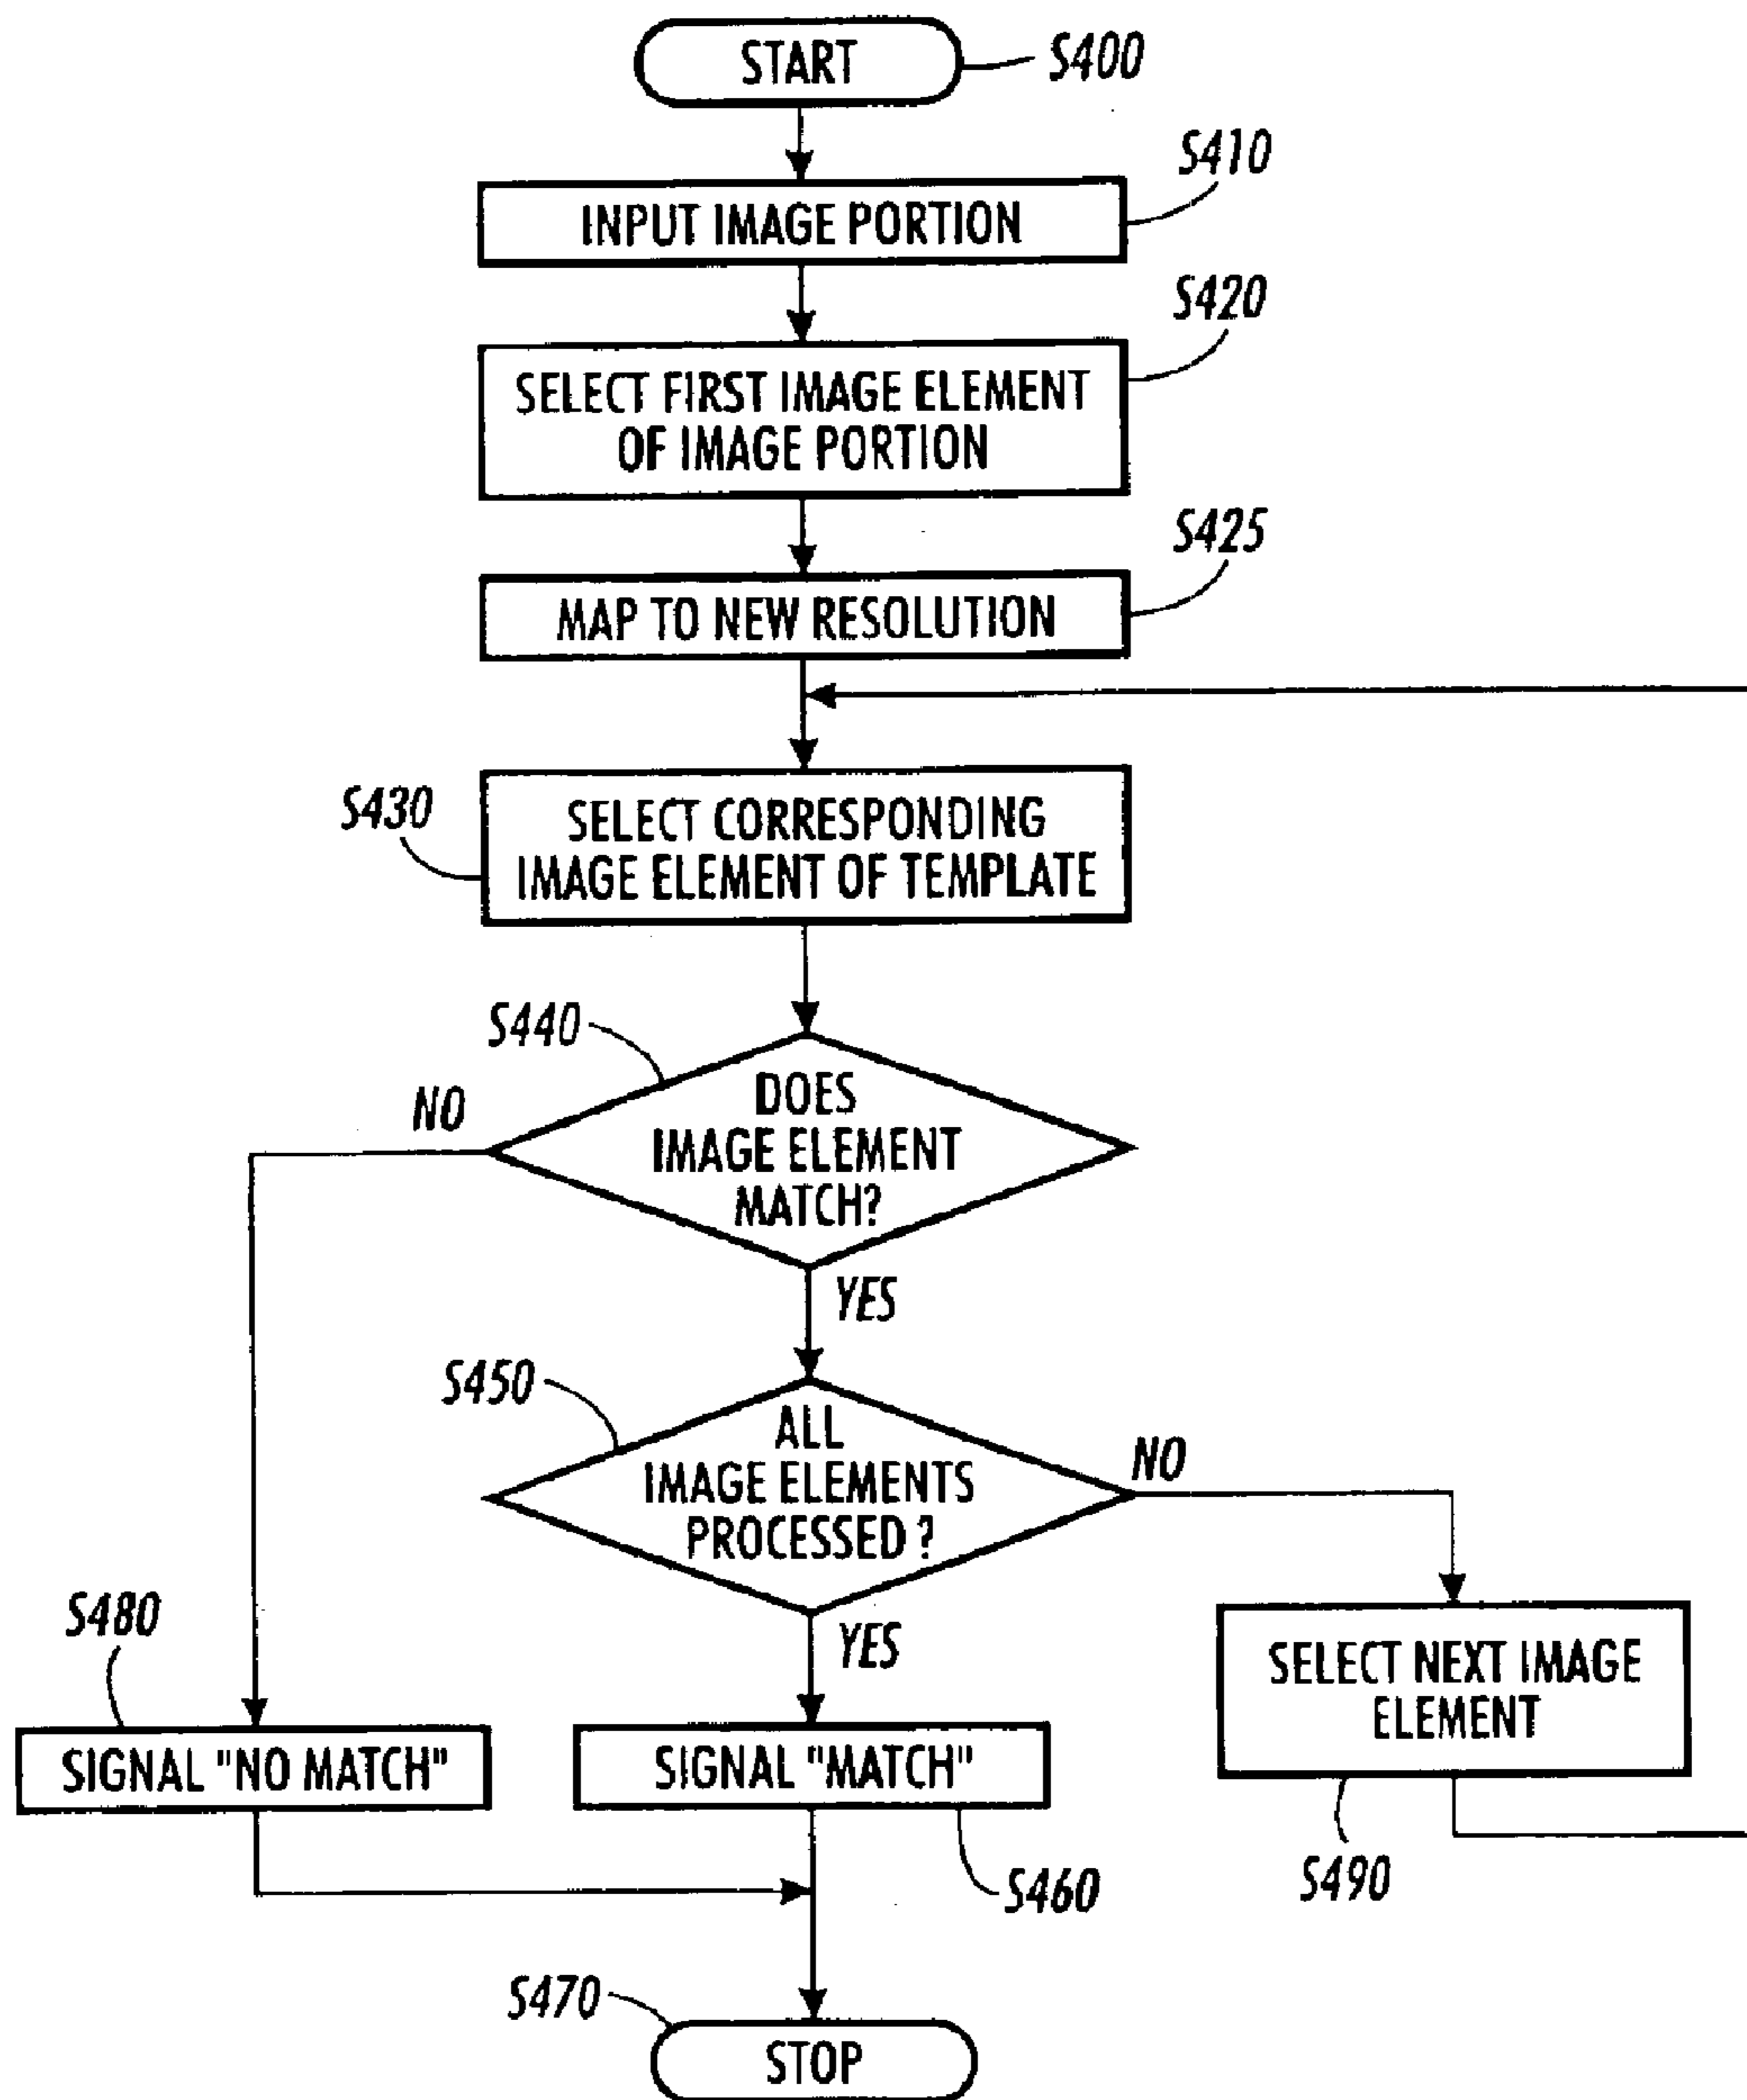 START
S400
S410
INPUT IMAGE PORTION
S420
SELECT FIRST IMAGE ELEMENT
OF IMAGE PORTION
S425
MAP TO NEW RESOLUTION
S430
SELECT CORRESPONDING
IMAGE ELEMENT OF TEMPLATE
S440
NO
DOES
IMAGE ELEMENT
MATCH?
YES
S450
ALL
IMAGE ELEMENTS
PROCESSED ?
NO
S480
YES
SELECT NEXT IMAGE
ELEMENT
SIGNAL "NO MATCH"
SIGNAL "MATCH"
S460
S490
S470
STOP